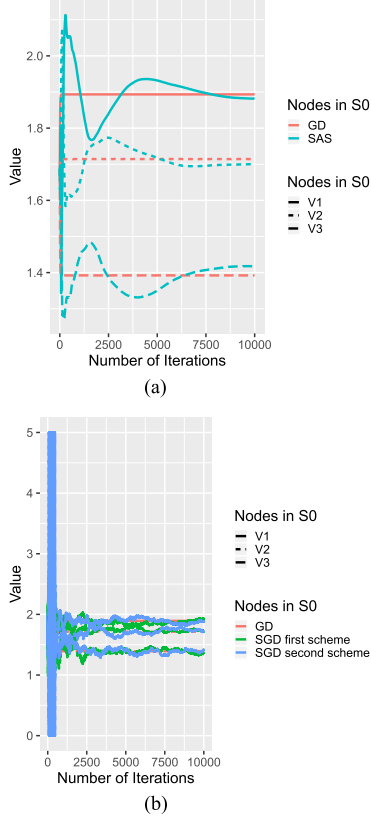 2.0
1.8
1.6
1.4
Value
0
2500
5000
7500
10000
Number of Iterations
Nodes in S0
GD
SAS
Nodes in S0
V1
V2
V3
(a)
5
4
3
2
1
0
Value
0
2500
5000
7500
10000
Number of Iterations
Nodes in S0
V1
V2
V3
Nodes in S0
GD
SGD first scheme
SGD second scheme
(b)